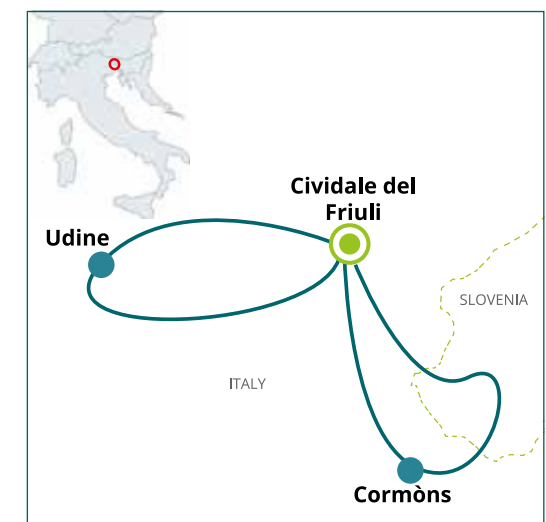 Cividale del
Friuli
Udine
SLOVENIA
ITALY
Cormòns